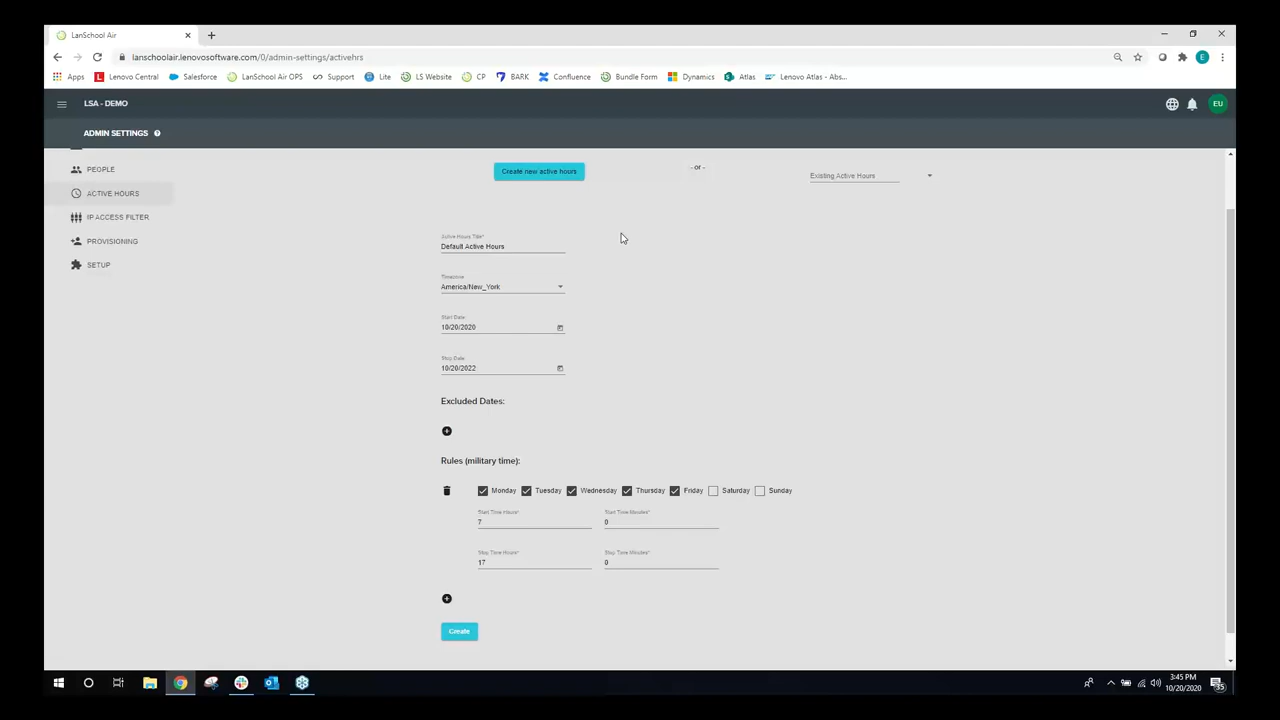 LanSchool Air
lanschoolair.lenovosoftware.com/0/admin-settings/activehrs
Apps Lenovo Central Salesforce LanSchool Air OPS Support Lite LS Website CP BARK Confluence Bundle Form Dynamics Atlas Lenovo Atlas - Abs...
E
LSA - DEMO
EU
ADMIN SETTINGS
PEOPLE
ACTIVE HOURS
IP ACCESS FILTER
PROVISIONING
SETUP
Create new active hours
- or -
Existing Active Hours
Active Hours Title*
Default Active Hours
Timezone
America/New_York
Start Date:
10/20/2020
Stop Date:
10/20/2022
Excluded Dates:
Rules (military time):
Monday Tuesday Wednesday Thursday Friday Saturday Sunday
Start Time Hours* Start Time Minutes*
7 0
Stop Time Hours* Stop Time Minutes*
17 0
Create
3:45 PM
10/20/2020
35